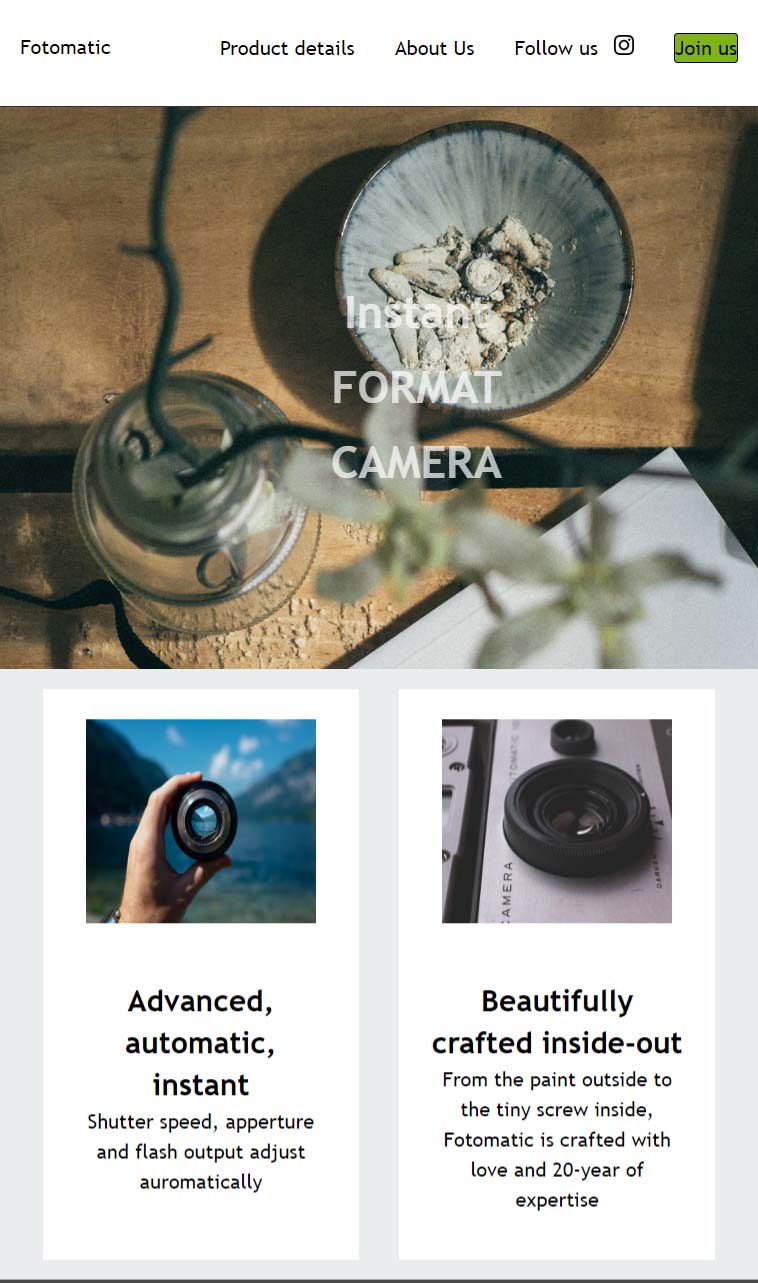 Fotomatic
Product details
About Us
Follow us
Join us
Instant
FORMAT
CAMERA
CAMERA
Advanced,
automatic,
instant
Shutter speed, apperture
and flash output adjust
auromatically
Beautifully
crafted inside-out
From the paint outside to
the tiny screw inside,
Fotomatic is crafted with
love and 20-year of
expertise